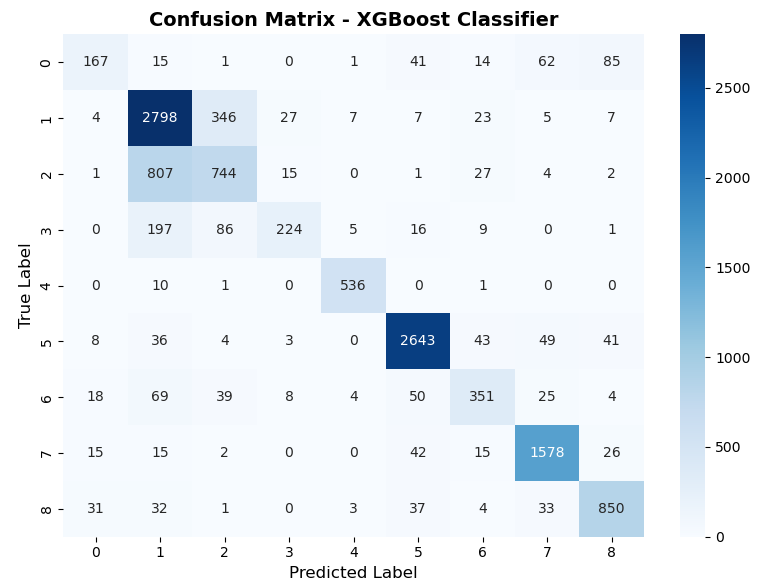 Confusion Matrix - XGBoost Classifier
True Label
0 167 15 1 0 1 41 14 62 85
1 4 2798 346 27 7 7 23 5 7
2 1 807 744 15 0 1 27 4 2
3 0 197 86 224 5 16 9 0 1
4 0 10 1 0 536 0 1 0 0
5 8 36 4 3 0 2643 43 49 41
6 18 69 39 8 4 50 351 25 4
7 15 15 2 0 0 42 15 1578 26
8 31 32 1 0 3 37 4 33 850
0 1 2 3 4 5 6 7 8
Predicted Label
2500
2000
1500
1000
500
0